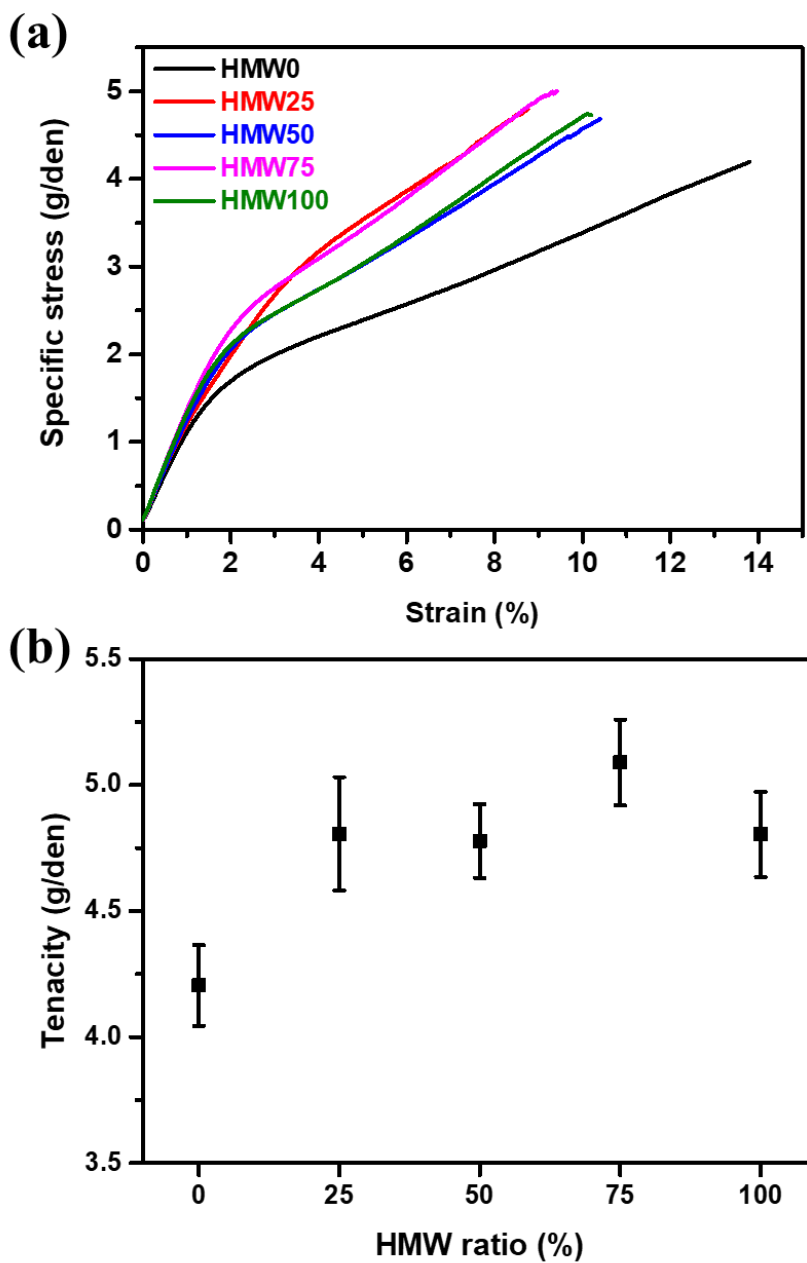 (a)
HMW0
HMW25
HMW50
HMW75
HMW100
5
4
3
2
1
0
Specific stress (g/den)
0 2 4 6 8 10 12 14
Strain (%)
(b)
5.5
5.0
4.5
4.0
3.5
Tenacity (g/den)
0 25 50 75 100
HMW ratio (%)